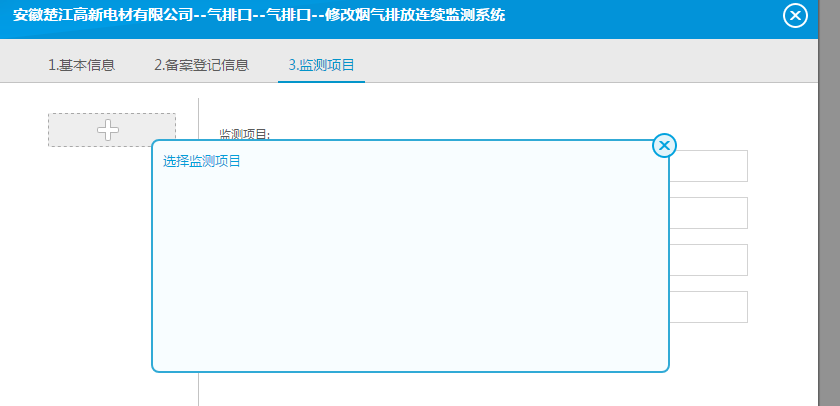 安徽楚江高新电材有限公司--气排口--气排口--修改烟气排放连续监测系统
1.基本信息
2.备案登记信息
3.监测项目
监测项目:
选择监测项目